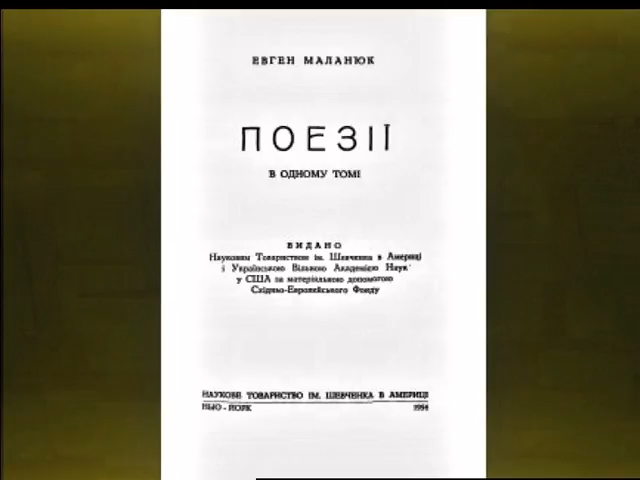 ЕВГЕН МАЛАНЮК
ПОЕЗІЇ
В ОДНОМУ ТОМІ
ВИДАНО
Науковим Товариством ім. Шевченка в Америці
і Українською Вільною Академією Наук
у США за матеріяльною допомогою
Східньо-Европейського Фонду
НАУКОВЕ ТОВАРИСТВО ІМ. ШЕВЧЕНКА В АМЕРИЦІ
НЬЮ - ЙОРК 1954